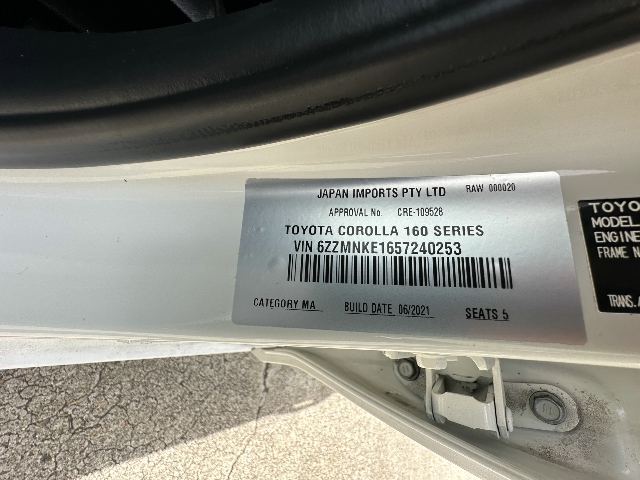 JAPAN IMPORTS PTY LTD RAW 000020
APPROVAL No. CRE-109528
TOYOTA COROLLA 160 SERIES
VIN 6ZZMNKE1657240253
CATEGORY MA BUILD DATE 06/2021 SEATS 5
TOYO
MODEL
ENGINE
FRAME N
TRANS.